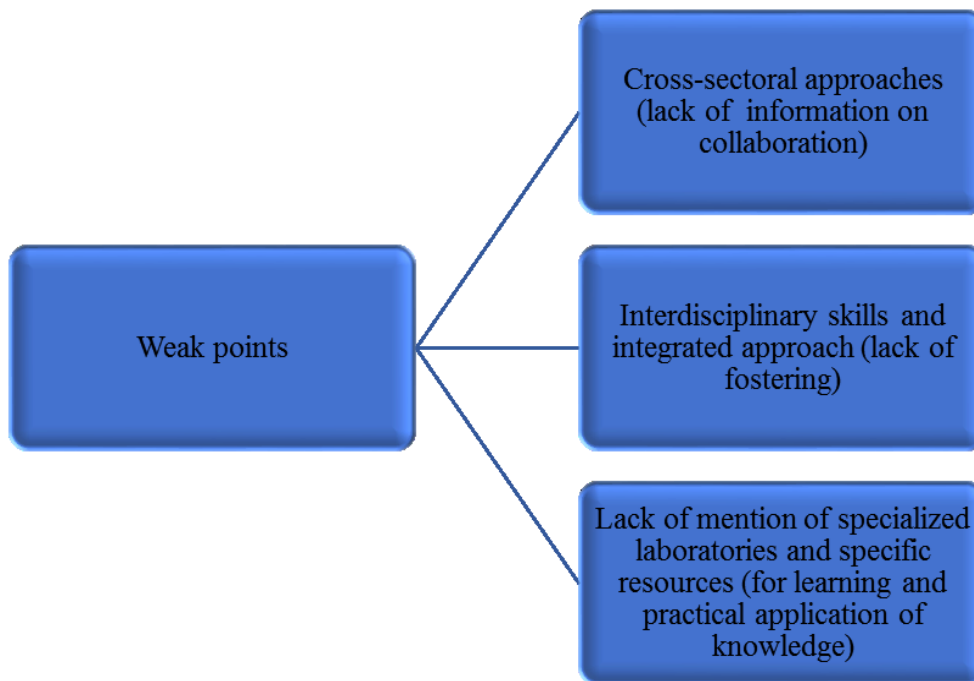 Weak points
Cross-sectoral approaches
(lack of information on
collaboration)
Interdisciplinary skills and
integrated approach (lack of
fostering)
Lack of mention of specialized
laboratories and specific
resources (for learning and
practical application of
knowledge)